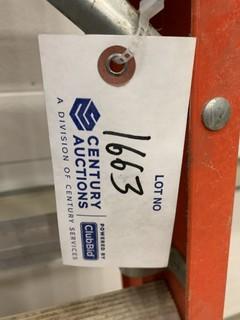 LOT NO
1663
CENTURY
AUCTIONS
A DIVISION OF CENTURY SERVICES
POWERED BY
ClubBid